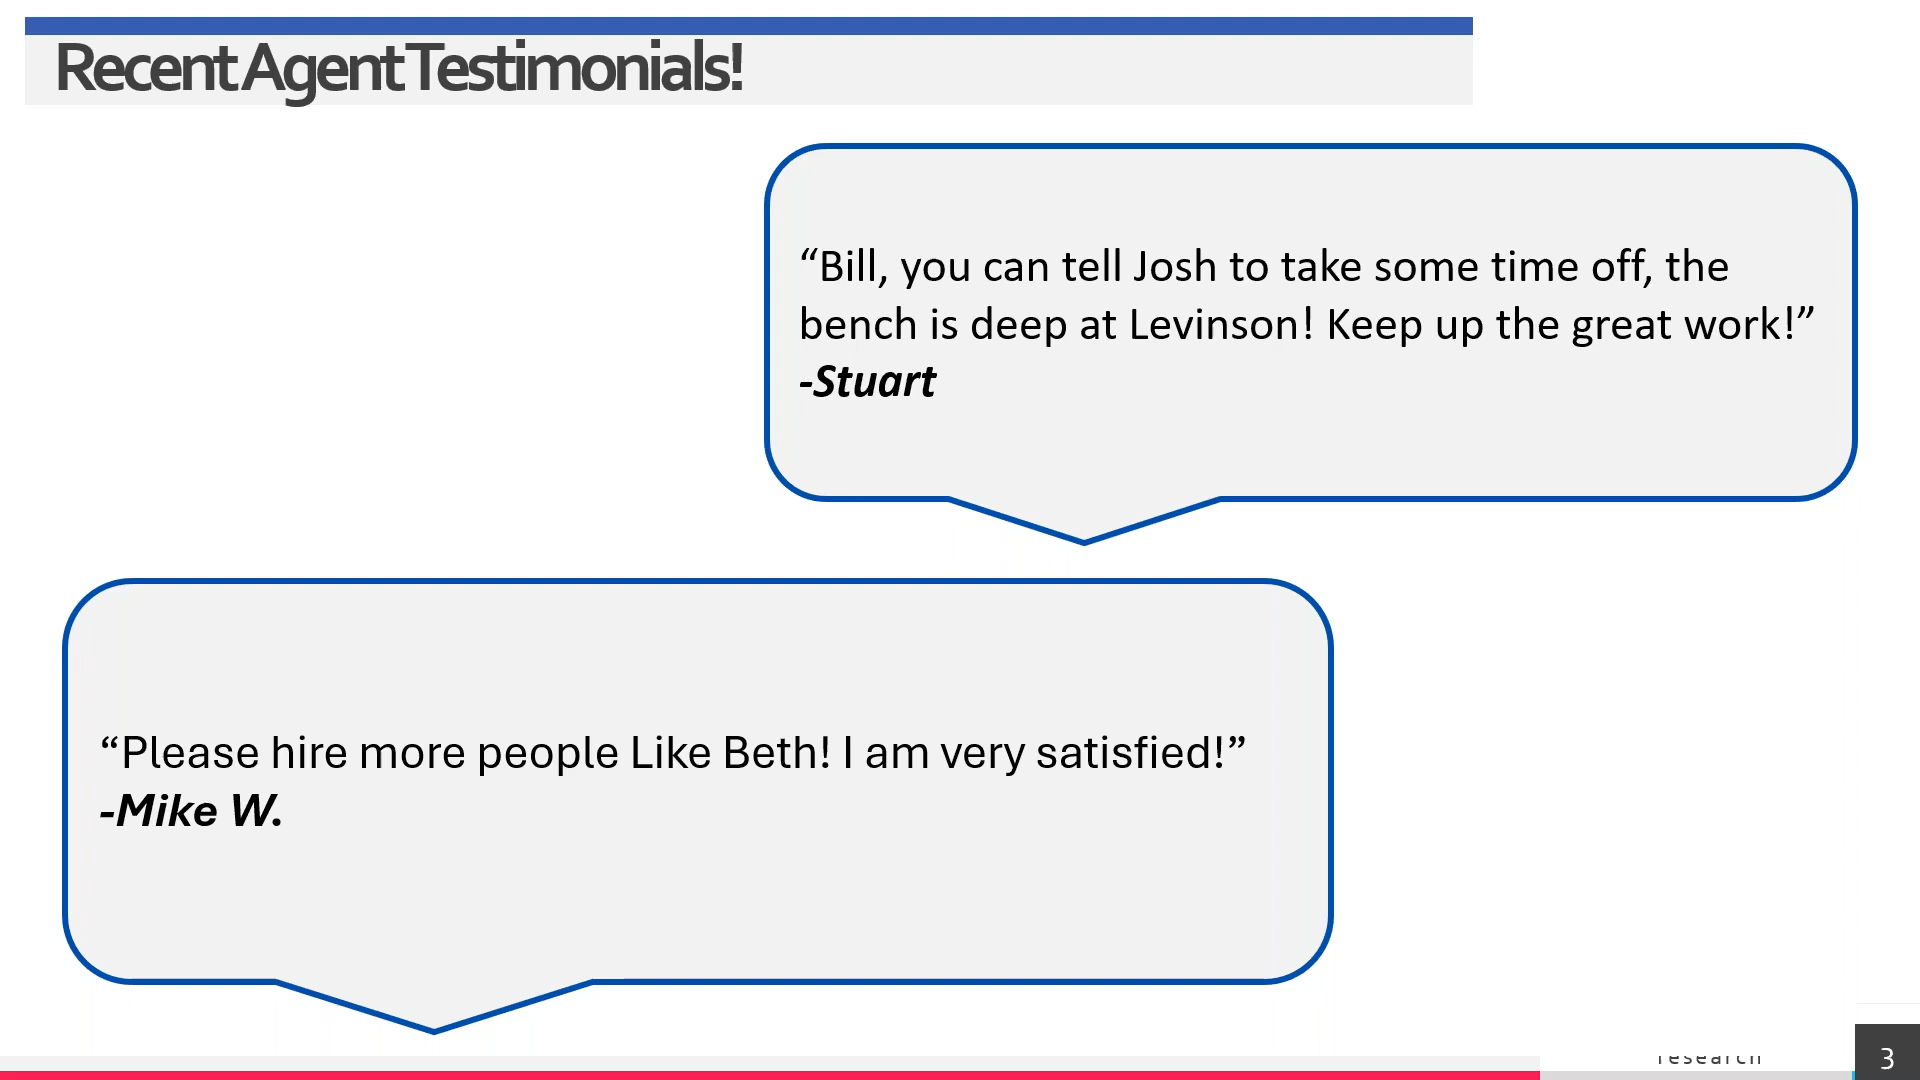 Recent Agent Testimonials!
“Bill, you can tell Josh to take some time off, the
bench is deep at Levinson! Keep up the great work!”
-Stuart
“Please hire more people Like Beth! I am very satisfied!”
-Mike W.
research
3